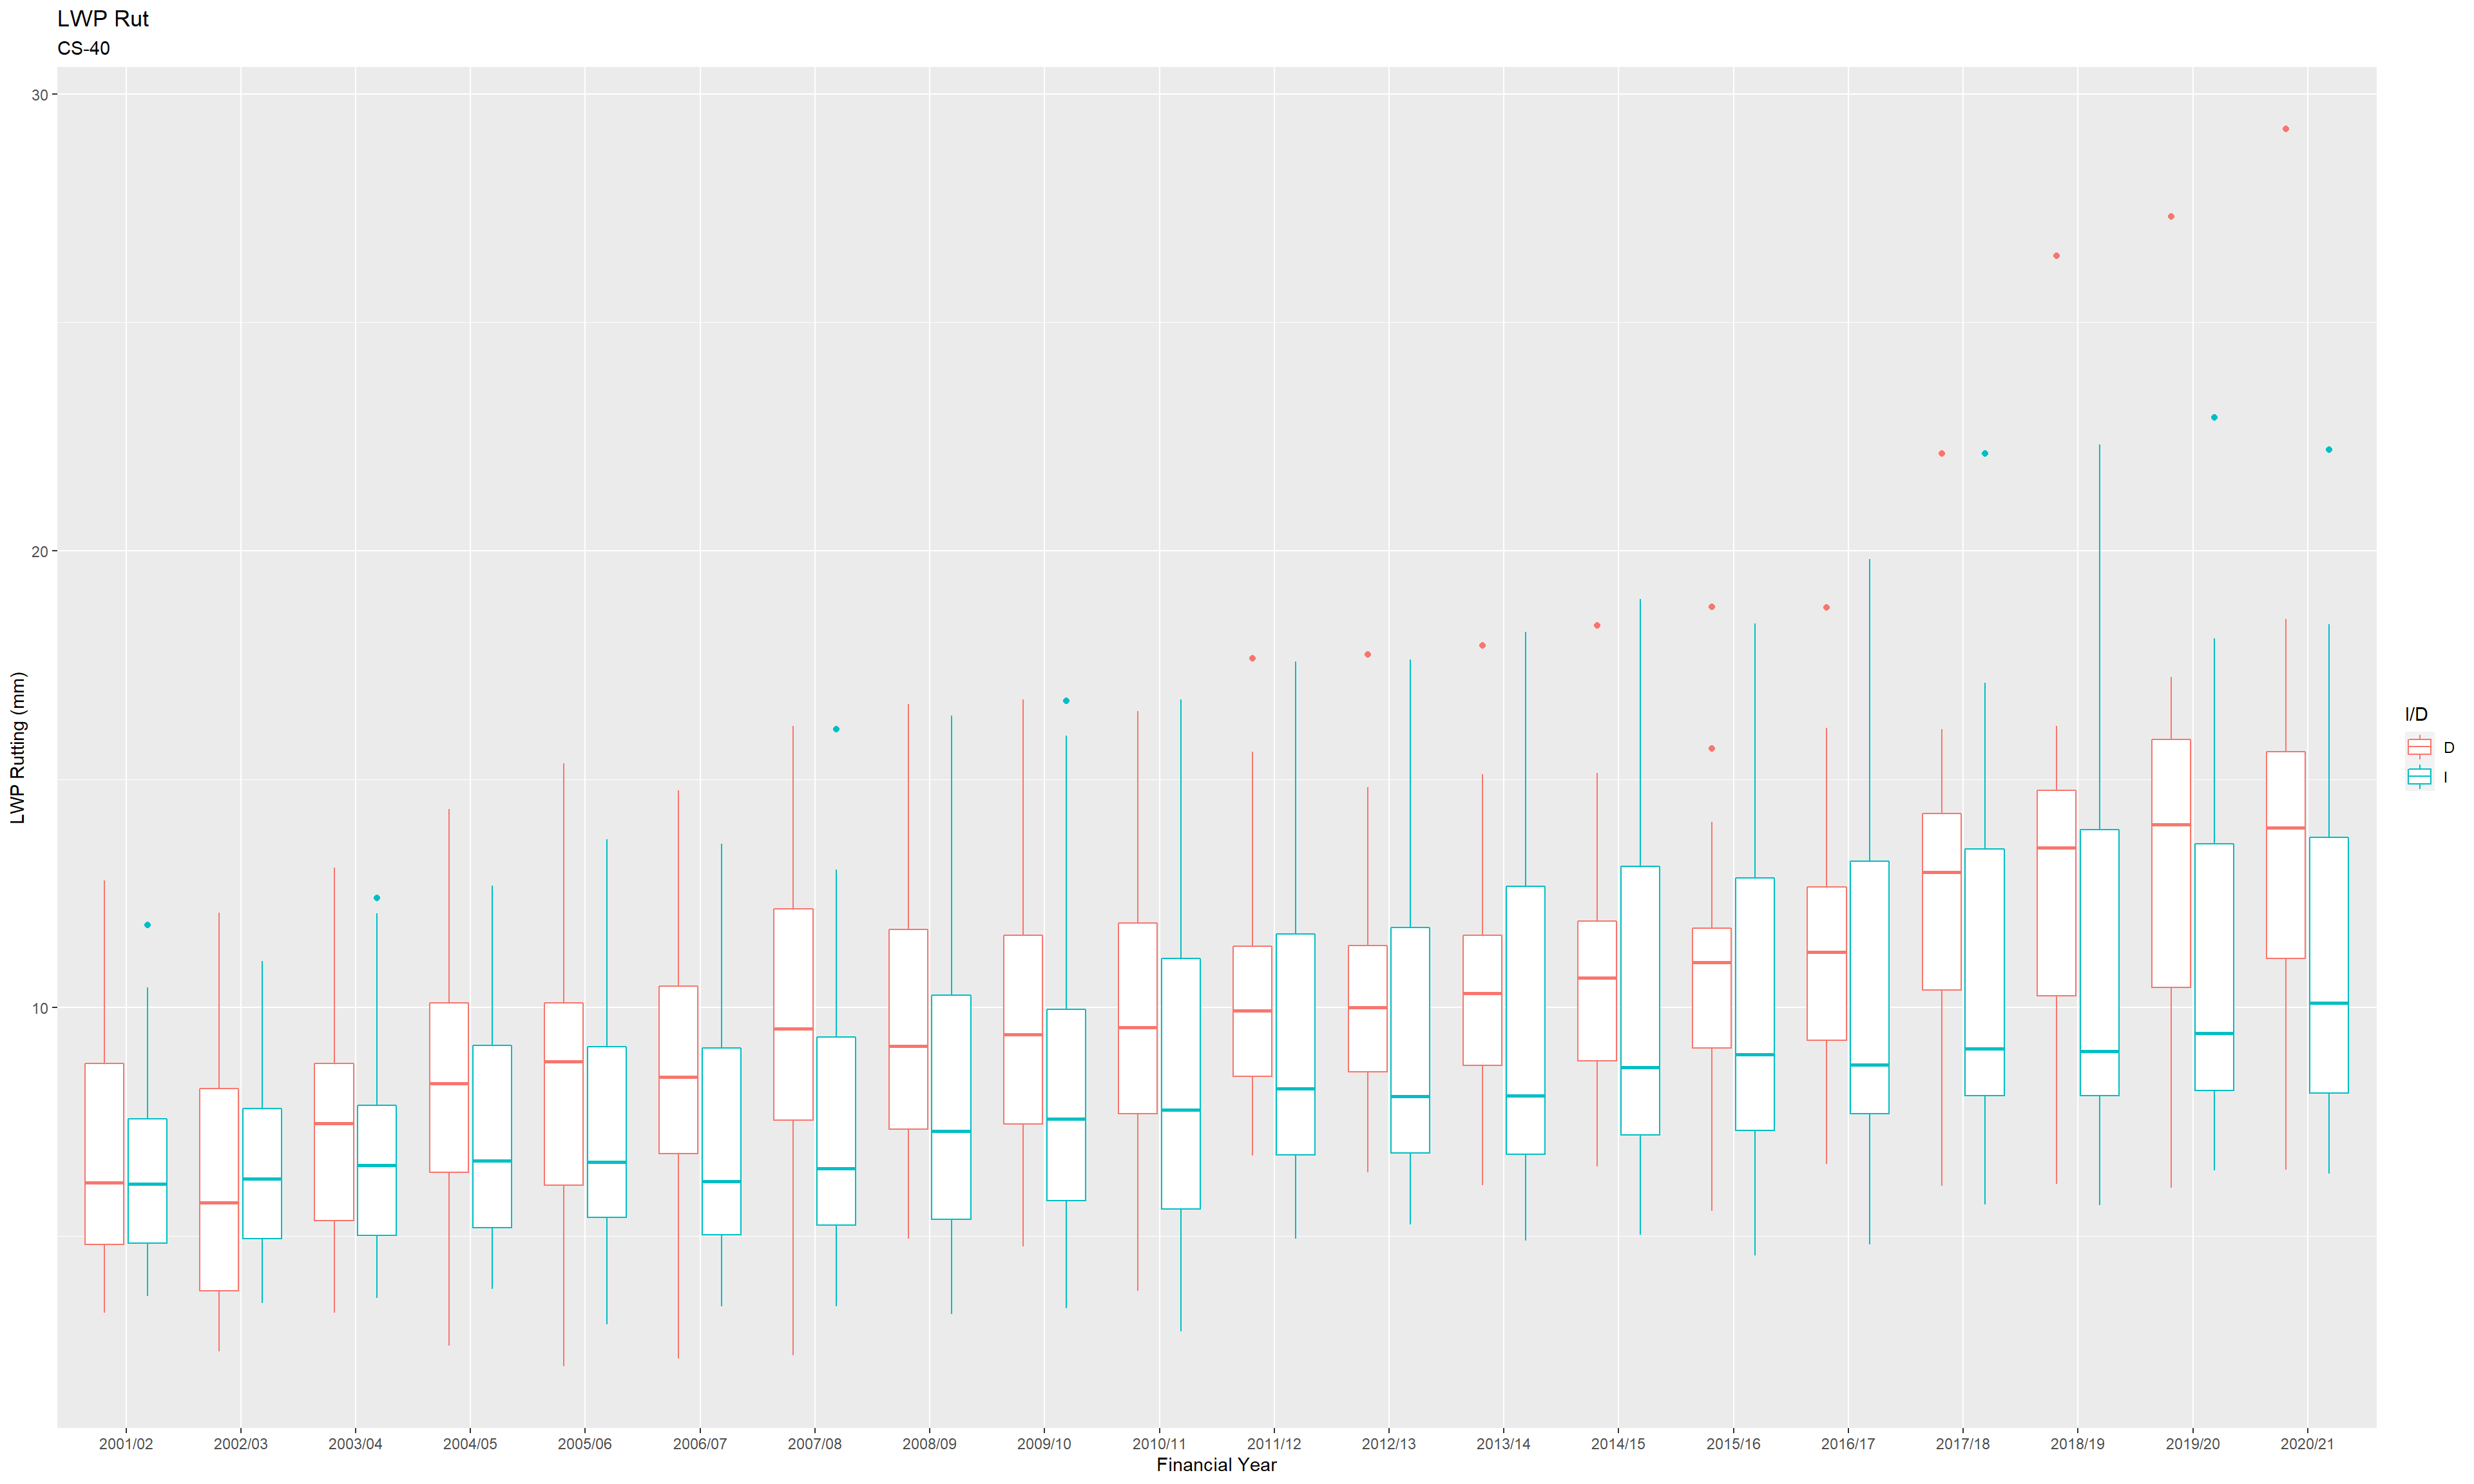 LWP Rut
CS-40
30
20
10
LWP Rutting (mm)
2001/02 2002/03 2003/04 2004/05 2005/06 2006/07 2007/08 2008/09 2009/10 2010/11 2011/12 2012/13 2013/14 2014/15 2015/16 2016/17 2017/18 2018/19 2019/20 2020/21
Financial Year
I/D
D
I